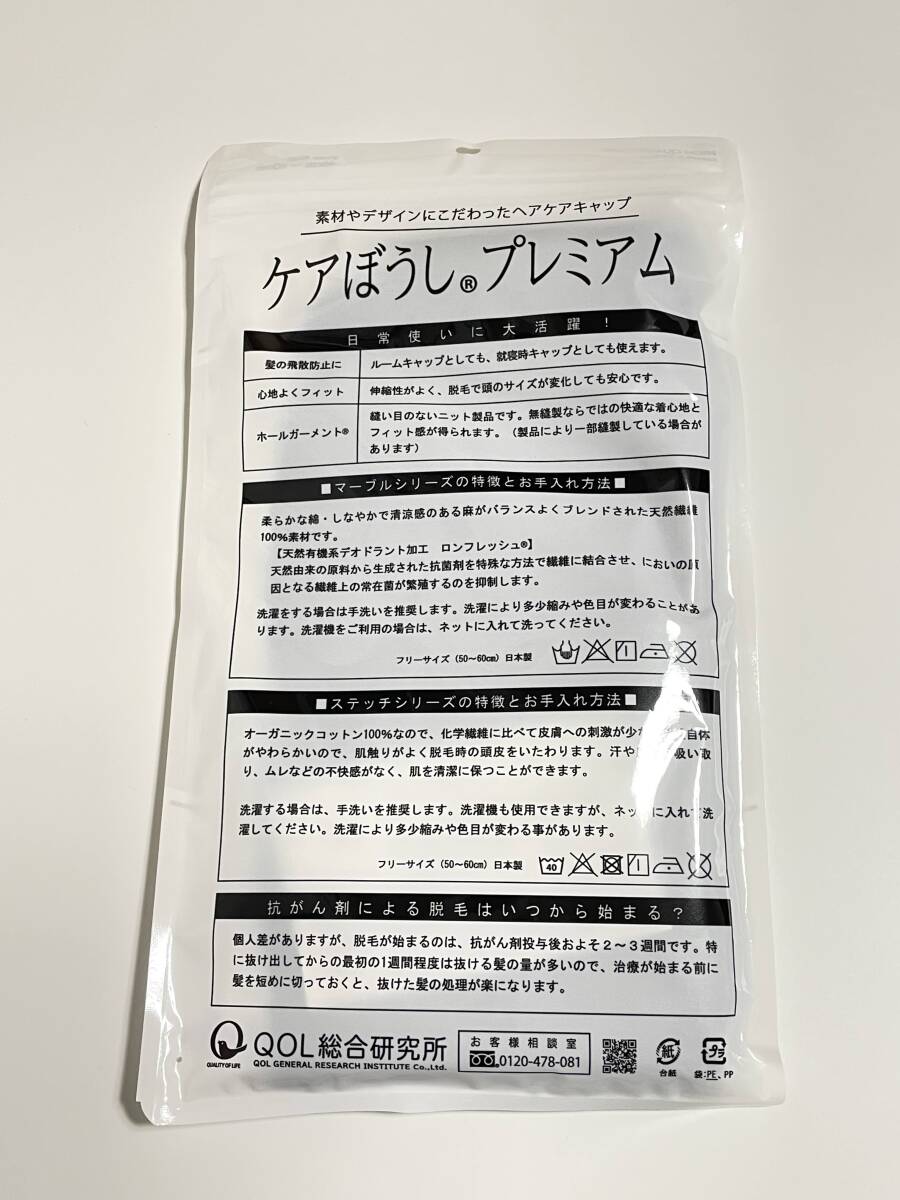 素材やデザインにこだわったヘアケアキャップ
ケアぼうし®プレミアム
日常使いに大活躍！
髪の飛散防止に ルームキャップとしても、就寝時キャップとしても使えます。
心地よくフィット 伸縮性がよく、脱毛で頭のサイズが変化しても安心です。
ホールガーメント® 縫い目のないニット製品です。無縫製ならではの快適な着心地と
フィット感が得られます。（製品により一部縫製している場合が
あります）
■マーブルシリーズの特徴とお手入れ方法■
柔らかな綿・しなやかで清涼感のある麻がバランスよくブレンドされた天然繊維
100%素材です。
【天然有機系デオドラント加工 ロンフレッシュ®】
天然由来の原料から生成された抗菌剤を特殊な方法で繊維に結合させ、においの原
因となる繊維上の常在菌が繁殖するのを抑制します。
洗濯をする場合は手洗いを推奨します。洗濯により多少縮みや色目が変わることがあ
ります。洗濯機をご利用の場合は、ネットに入れて洗ってください。
フリーサイズ（50〜60㎝）日本製
■ステッチシリーズの特徴とお手入れ方法■
オーガニックコットン100%なので、化学繊維に比べて皮膚への刺激が少 自体
がやわらかいので、肌触りがよく脱毛時の頭皮をいたわります。汗や 吸い取
り、ムレなどの不快感がなく、肌を清潔に保つことができます。
洗濯する場合は、手洗いを推奨します。洗濯機も使用できますが、ネットに入れて洗
濯してください。洗濯により多少縮みや色目が変わる事があります。
フリーサイズ（50〜60㎝）日本製 40
抗がん剤による脱毛はいつから始まる？
個人差がありますが、脱毛が始まるのは、抗がん剤投与後およそ２〜３週間です。特
に抜け出してからの最初の1週間程度は抜ける髪の量が多いので、治療が始まる前に
髪を短めに切っておくと、抜けた髪の処理が楽になります。
QUALITY OF LIFE
QOL総合研究所
QOL GENERAL RESEARCH INSTITUTE Co.,Ltd.
お客様相談室
0120-478-081
紙
台紙
プラ
袋:PE、PP